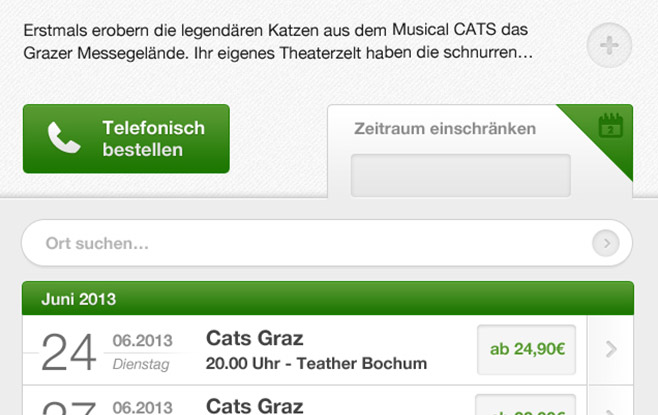 Erstmals erobern die legendären Katzen aus dem Musical CATS das
Grazer Messegelände. Ihr eigenes Theaterzelt haben die schnurren…
Telefonisch
bestellen
Zeitraum einschränken
2
Ort suchen…
Juni 2013
24 06.2013
Dienstag
Cats Graz
20.00 Uhr - Teather Bochum
ab 24,90€
06.2013
Cats Graz